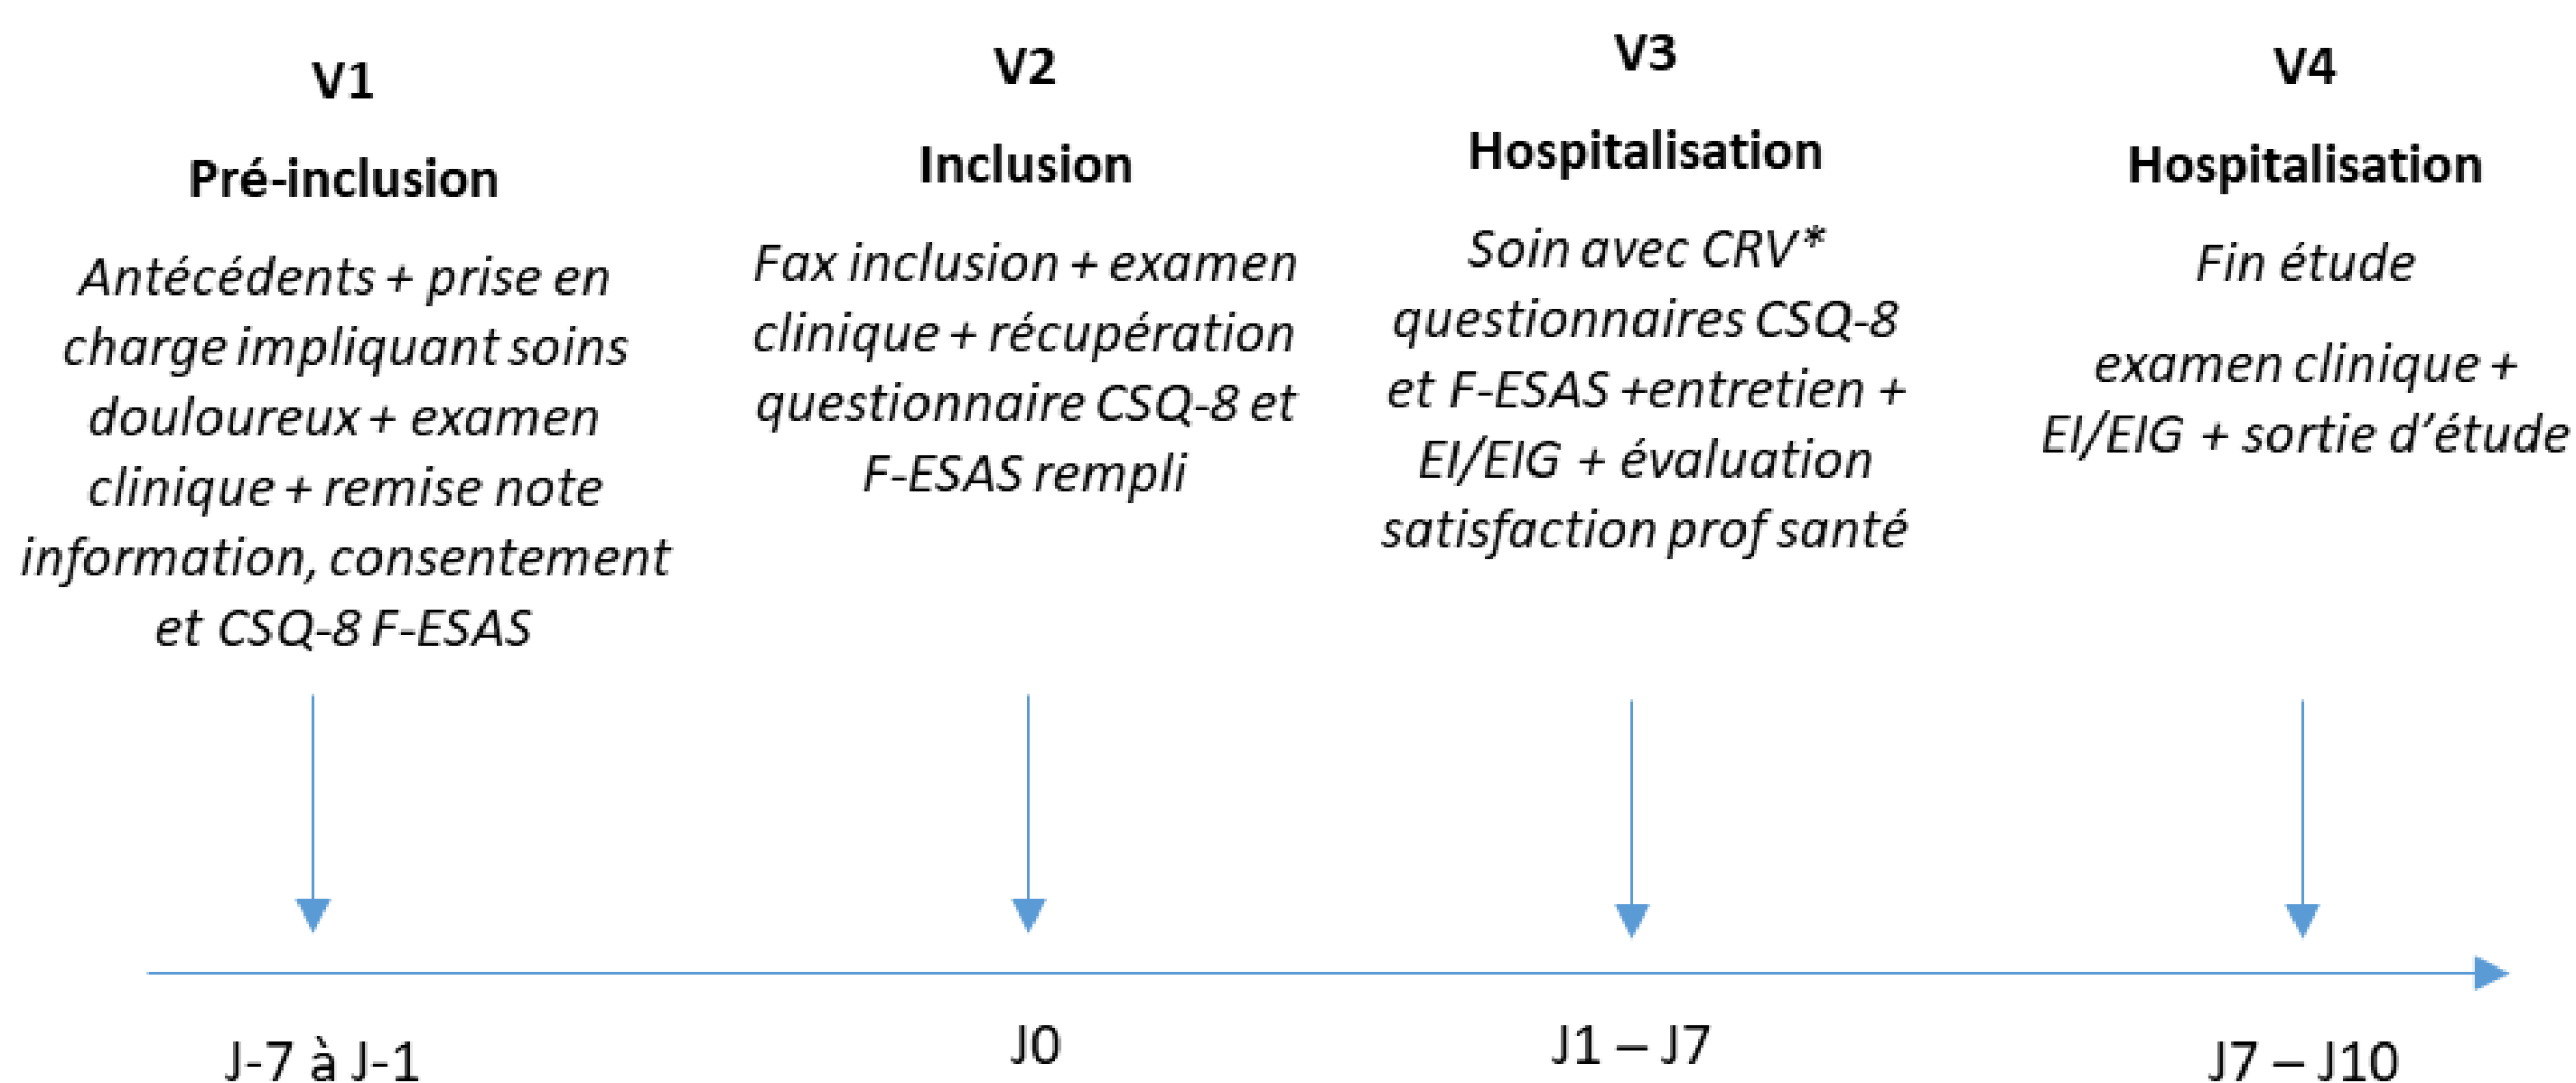 V1
Pré-inclusion
Antécédents + prise en
charge impliquant soins
douloureux + examen
clinique + remise note
information, consentement
et CSQ-8 F-ESAS
J-7 à J-1
V2
Inclusion
Fax inclusion + examen
clinique + récupération
questionnaire CSQ-8 et
F-ESAS rempli
J0
V3
Hospitalisation
Soin avec CRV*
questionnaires CSQ-8
et F-ESAS +entretien +
EI/EIG + évaluation
satisfaction prof santé
J1 – J7
V4
Hospitalisation
Fin étude
examen clinique +
EI/EIG + sortie d’étude
J7 – J10